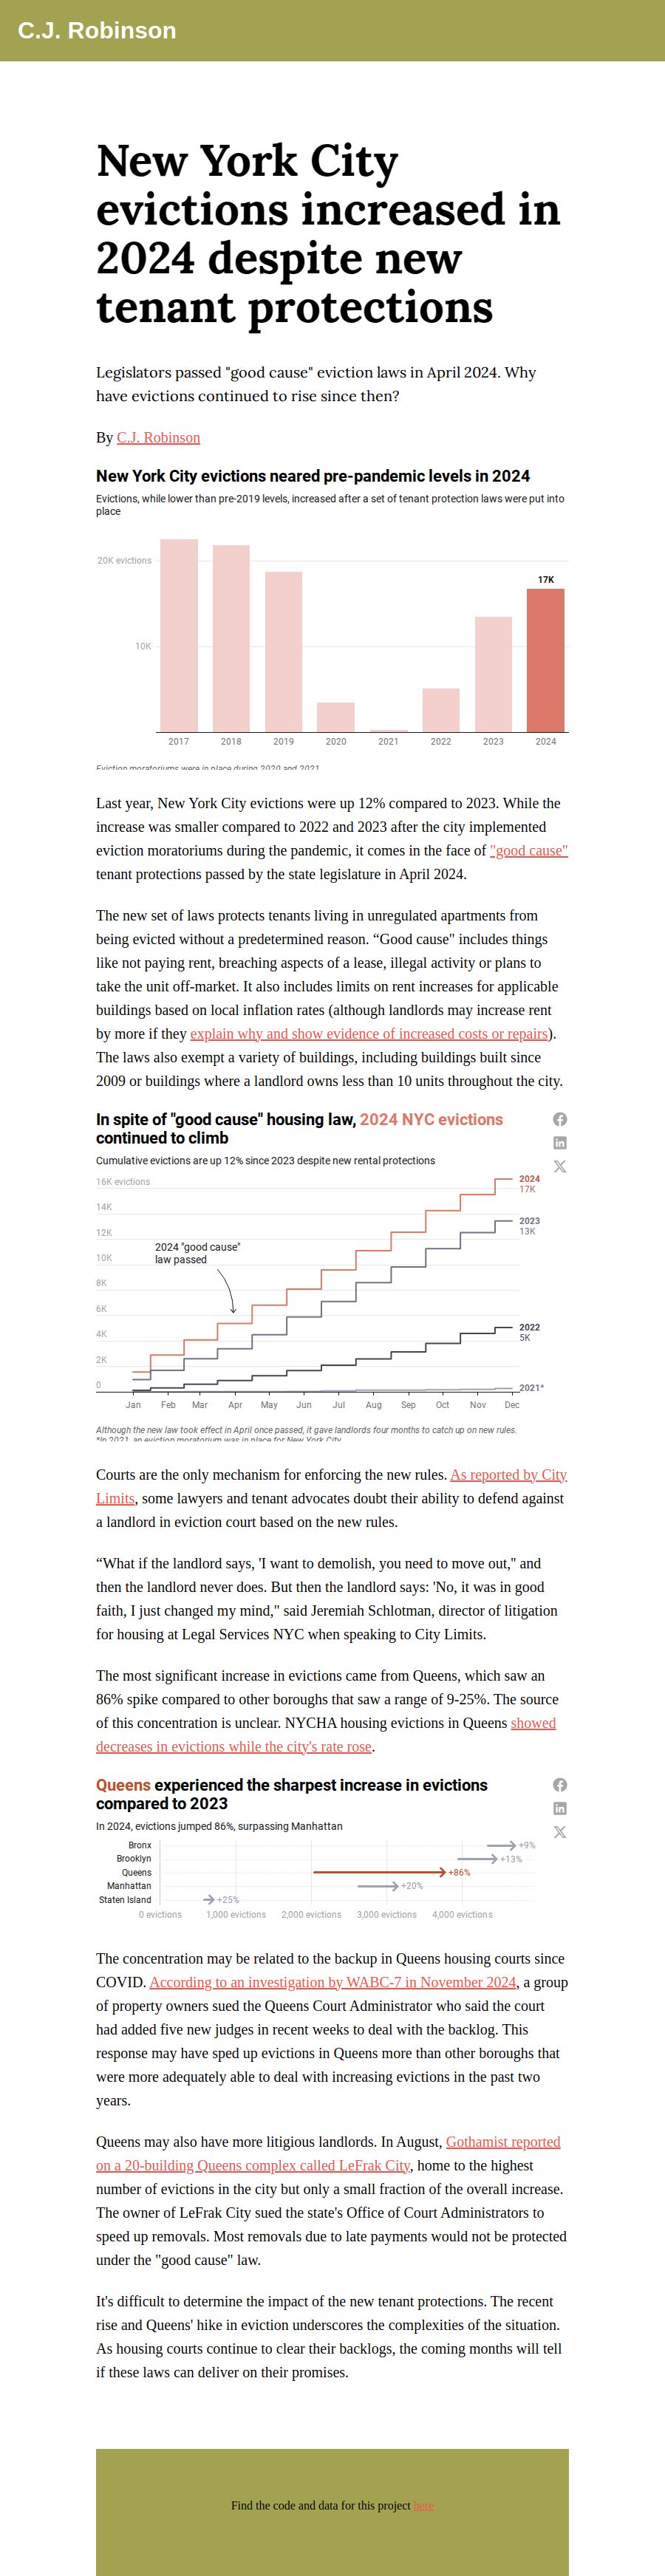 C.J. Robinson
New York City
evictions increased in
2024 despite new
tenant protections
Legislators passed "good cause" eviction laws in April 2024. Why
have evictions continued to rise since then?
By C.J. Robinson
New York City evictions neared pre-pandemic levels in 2024
Evictions, while lower than pre-2019 levels, increased after a set of tenant protection laws were put into
place
20K evictions
17K
10K
2017 2018 2019 2020 2021 2022 2023 2024
Eviction moratoriums were in place during 2020 and 2021.
Last year, New York City evictions were up 12% compared to 2023. While the
increase was smaller compared to 2022 and 2023 after the city implemented
eviction moratoriums during the pandemic, it comes in the face of "good cause"
tenant protections passed by the state legislature in April 2024.
The new set of laws protects tenants living in unregulated apartments from
being evicted without a predetermined reason. “Good cause" includes things
like not paying rent, breaching aspects of a lease, illegal activity or plans to
take the unit off-market. It also includes limits on rent increases for applicable
buildings based on local inflation rates (although landlords may increase rent
by more if they explain why and show evidence of increased costs or repairs).
The laws also exempt a variety of buildings, including buildings built since
2009 or buildings where a landlord owns less than 10 units throughout the city.
In spite of "good cause" housing law, 2024 NYC evictions
continued to climb
Cumulative evictions are up 12% since 2023 despite new rental protections
16K evictions
2024
17K
14K
2023
13K
12K
2024 "good cause"
law passed
10K
8K
6K
4K
2022
5K
2K
0
2021*
Jan Feb Mar Apr May Jun Jul Aug Sep Oct Nov Dec
Although the new law took effect in April once passed, it gave landlords four months to catch up on new rules.
*In 2021, an eviction moratorium was in place for New York City.
Courts are the only mechanism for enforcing the new rules. As reported by City
Limits, some lawyers and tenant advocates doubt their ability to defend against
a landlord in eviction court based on the new rules.
“What if the landlord says, 'I want to demolish, you need to move out," and
then the landlord never does. But then the landlord says: 'No, it was in good
faith, I just changed my mind," said Jeremiah Schlotman, director of litigation
for housing at Legal Services NYC when speaking to City Limits.
The most significant increase in evictions came from Queens, which saw an
86% spike compared to other boroughs that saw a range of 9-25%. The source
of this concentration is unclear. NYCHA housing evictions in Queens showed
decreases in evictions while the city's rate rose.
Queens experienced the sharpest increase in evictions
compared to 2023
In 2024, evictions jumped 86%, surpassing Manhattan
Bronx +9%
Brooklyn +13%
Queens +86%
Manhattan +20%
Staten Island +25%
0 evictions 1,000 evictions 2,000 evictions 3,000 evictions 4,000 evictions
The concentration may be related to the backup in Queens housing courts since
COVID. According to an investigation by WABC-7 in November 2024, a group
of property owners sued the Queens Court Administrator who said the court
had added five new judges in recent weeks to deal with the backlog. This
response may have sped up evictions in Queens more than other boroughs that
were more adequately able to deal with increasing evictions in the past two
years.
Queens may also have more litigious landlords. In August, Gothamist reported
on a 20-building Queens complex called LeFrak City, home to the highest
number of evictions in the city but only a small fraction of the overall increase.
The owner of LeFrak City sued the state's Office of Court Administrators to
speed up removals. Most removals due to late payments would not be protected
under the "good cause" law.
It's difficult to determine the impact of the new tenant protections. The recent
rise and Queens' hike in eviction underscores the complexities of the situation.
As housing courts continue to clear their backlogs, the coming months will tell
if these laws can deliver on their promises.
Find the code and data for this project here